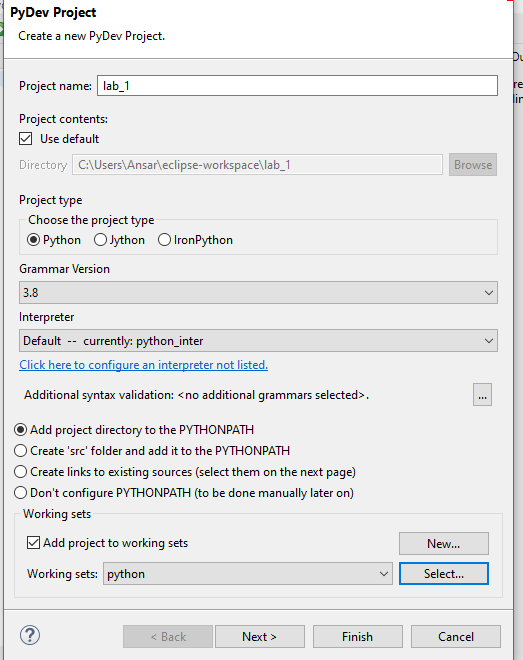 PyDev Project
Create a new PyDev Project.
Project name: lab_1
Project contents:
Use default
Directory C:\Users\Ansar\eclipse-workspace\lab_1 Browse
Project type
Choose the project type
Python Jython IronPython
Grammar Version
3.8
Interpreter
Default -- currently: python_inter
Click here to configure an interpreter not listed.
Additional syntax validation: <no additional grammars selected>. ...
Add project directory to the PYTHONPATH
Create 'src' folder and add it to the PYTHONPATH
Create links to existing sources (select them on the next page)
Don't configure PYTHONPATH (to be done manually later on)
Working sets
Add project to working sets New...
Working sets: python Select...
? < Back Next > Finish Cancel